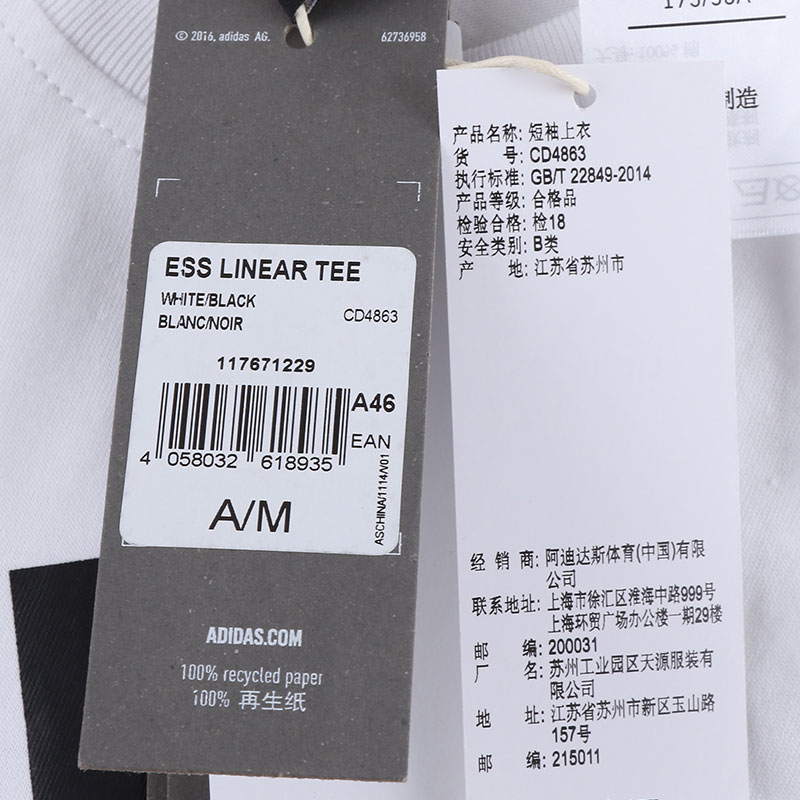 © 2016, adidas AG.
62736958
ESS LINEAR TEE
WHITE/BLACK
BLANC/NOIR
CD4863
117671229
A46
EAN
4 058032 618935
A/M
ASCHINA/1114/V01
ADIDAS.COM
100% recycled paper
100% 再生纸
产品名称: 短袖上衣
货 号: CD4863
执行标准: GB/T 22849-2014
产品等级: 合格品
检验合格: 检18
安全类别: B类
产 地: 江苏省苏州市
经 销 商: 阿迪达斯体育(中国)有限
公司
联系地址: 上海市徐汇区淮海中路999号
上海环贸广场办公楼一期29楼
邮 编: 200031
厂 名: 苏州工业园区天源服装有
限公司
地 址: 江苏省苏州市新区玉山路
157号
邮 编: 215011
制造